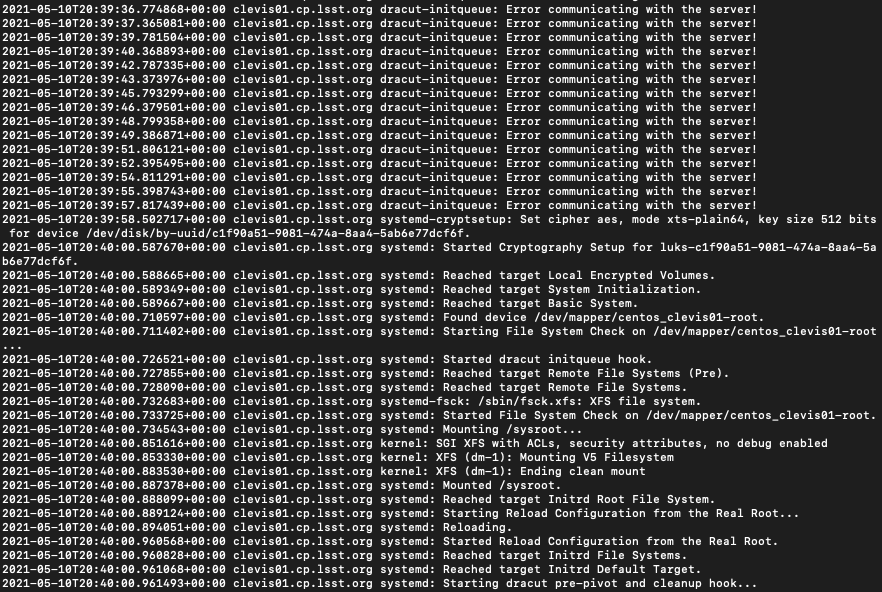 2021-05-10T20:39:36.774868+00:00 clevis01.cp.lsst.org dracut-initqueue: Error communicating with the server!
2021-05-10T20:39:37.365081+00:00 clevis01.cp.lsst.org dracut-initqueue: Error communicating with the server!
2021-05-10T20:39:39.781504+00:00 clevis01.cp.lsst.org dracut-initqueue: Error communicating with the server!
2021-05-10T20:39:40.368893+00:00 clevis01.cp.lsst.org dracut-initqueue: Error communicating with the server!
2021-05-10T20:39:42.787335+00:00 clevis01.cp.lsst.org dracut-initqueue: Error communicating with the server!
2021-05-10T20:39:43.373976+00:00 clevis01.cp.lsst.org dracut-initqueue: Error communicating with the server!
2021-05-10T20:39:45.793299+00:00 clevis01.cp.lsst.org dracut-initqueue: Error communicating with the server!
2021-05-10T20:39:46.379501+00:00 clevis01.cp.lsst.org dracut-initqueue: Error communicating with the server!
2021-05-10T20:39:48.799358+00:00 clevis01.cp.lsst.org dracut-initqueue: Error communicating with the server!
2021-05-10T20:39:49.386871+00:00 clevis01.cp.lsst.org dracut-initqueue: Error communicating with the server!
2021-05-10T20:39:51.806121+00:00 clevis01.cp.lsst.org dracut-initqueue: Error communicating with the server!
2021-05-10T20:39:52.395495+00:00 clevis01.cp.lsst.org dracut-initqueue: Error communicating with the server!
2021-05-10T20:39:54.811291+00:00 clevis01.cp.lsst.org dracut-initqueue: Error communicating with the server!
2021-05-10T20:39:55.398743+00:00 clevis01.cp.lsst.org dracut-initqueue: Error communicating with the server!
2021-05-10T20:39:57.817439+00:00 clevis01.cp.lsst.org dracut-initqueue: Error communicating with the server!
2021-05-10T20:39:58.502717+00:00 clevis01.cp.lsst.org systemd-cryptsetup: Set cipher aes, mode xts-plain64, key size 512 bits
for device /dev/disk/by-uuid/c1f90a51-9081-474a-8aa4-5ab6e77dcf6f.
2021-05-10T20:40:00.587670+00:00 clevis01.cp.lsst.org systemd: Started Cryptography Setup for luks-c1f90a51-9081-474a-8aa4-5a
b6e77dcf6f.
2021-05-10T20:40:00.588665+00:00 clevis01.cp.lsst.org systemd: Reached target Local Encrypted Volumes.
2021-05-10T20:40:00.589349+00:00 clevis01.cp.lsst.org systemd: Reached target System Initialization.
2021-05-10T20:40:00.589667+00:00 clevis01.cp.lsst.org systemd: Reached target Basic System.
2021-05-10T20:40:00.710597+00:00 clevis01.cp.lsst.org systemd: Found device /dev/mapper/centos_clevis01-root.
2021-05-10T20:40:00.711402+00:00 clevis01.cp.lsst.org systemd: Starting File System Check on /dev/mapper/centos_clevis01-root
...
2021-05-10T20:40:00.726521+00:00 clevis01.cp.lsst.org systemd: Started dracut initqueue hook.
2021-05-10T20:40:00.727855+00:00 clevis01.cp.lsst.org systemd: Reached target Remote File Systems (Pre).
2021-05-10T20:40:00.728090+00:00 clevis01.cp.lsst.org systemd: Reached target Remote File Systems.
2021-05-10T20:40:00.732683+00:00 clevis01.cp.lsst.org systemd-fsck: /sbin/fsck.xfs: XFS file system.
2021-05-10T20:40:00.733725+00:00 clevis01.cp.lsst.org systemd: Started File System Check on /dev/mapper/centos_clevis01-root.
2021-05-10T20:40:00.734543+00:00 clevis01.cp.lsst.org systemd: Mounting /sysroot...
2021-05-10T20:40:00.851616+00:00 clevis01.cp.lsst.org kernel: SGI XFS with ACLs, security attributes, no debug enabled
2021-05-10T20:40:00.853330+00:00 clevis01.cp.lsst.org kernel: XFS (dm-1): Mounting V5 Filesystem
2021-05-10T20:40:00.883530+00:00 clevis01.cp.lsst.org kernel: XFS (dm-1): Ending clean mount
2021-05-10T20:40:00.887378+00:00 clevis01.cp.lsst.org systemd: Mounted /sysroot.
2021-05-10T20:40:00.888099+00:00 clevis01.cp.lsst.org systemd: Reached target Initrd Root File System.
2021-05-10T20:40:00.889124+00:00 clevis01.cp.lsst.org systemd: Starting Reload Configuration from the Real Root...
2021-05-10T20:40:00.894051+00:00 clevis01.cp.lsst.org systemd: Reloading.
2021-05-10T20:40:00.960568+00:00 clevis01.cp.lsst.org systemd: Started Reload Configuration from the Real Root.
2021-05-10T20:40:00.960828+00:00 clevis01.cp.lsst.org systemd: Reached target Initrd File Systems.
2021-05-10T20:40:00.961068+00:00 clevis01.cp.lsst.org systemd: Reached target Initrd Default Target.
2021-05-10T20:40:00.961493+00:00 clevis01.cp.lsst.org systemd: Starting dracut pre-pivot and cleanup hook...